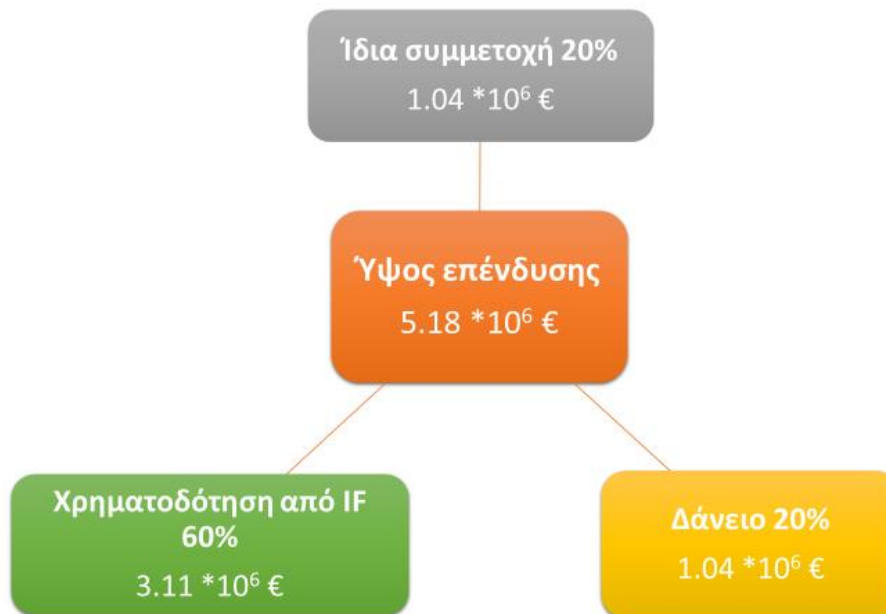 Ίδια συμμετοχή 20%
1.04 *10⁶ €
Ύψος επένδυσης
5.18 *10⁶ €
Χρηματοδότηση από IF
60%
3.11 *10⁶ €
Δάνειο 20%
1.04 *10⁶ €